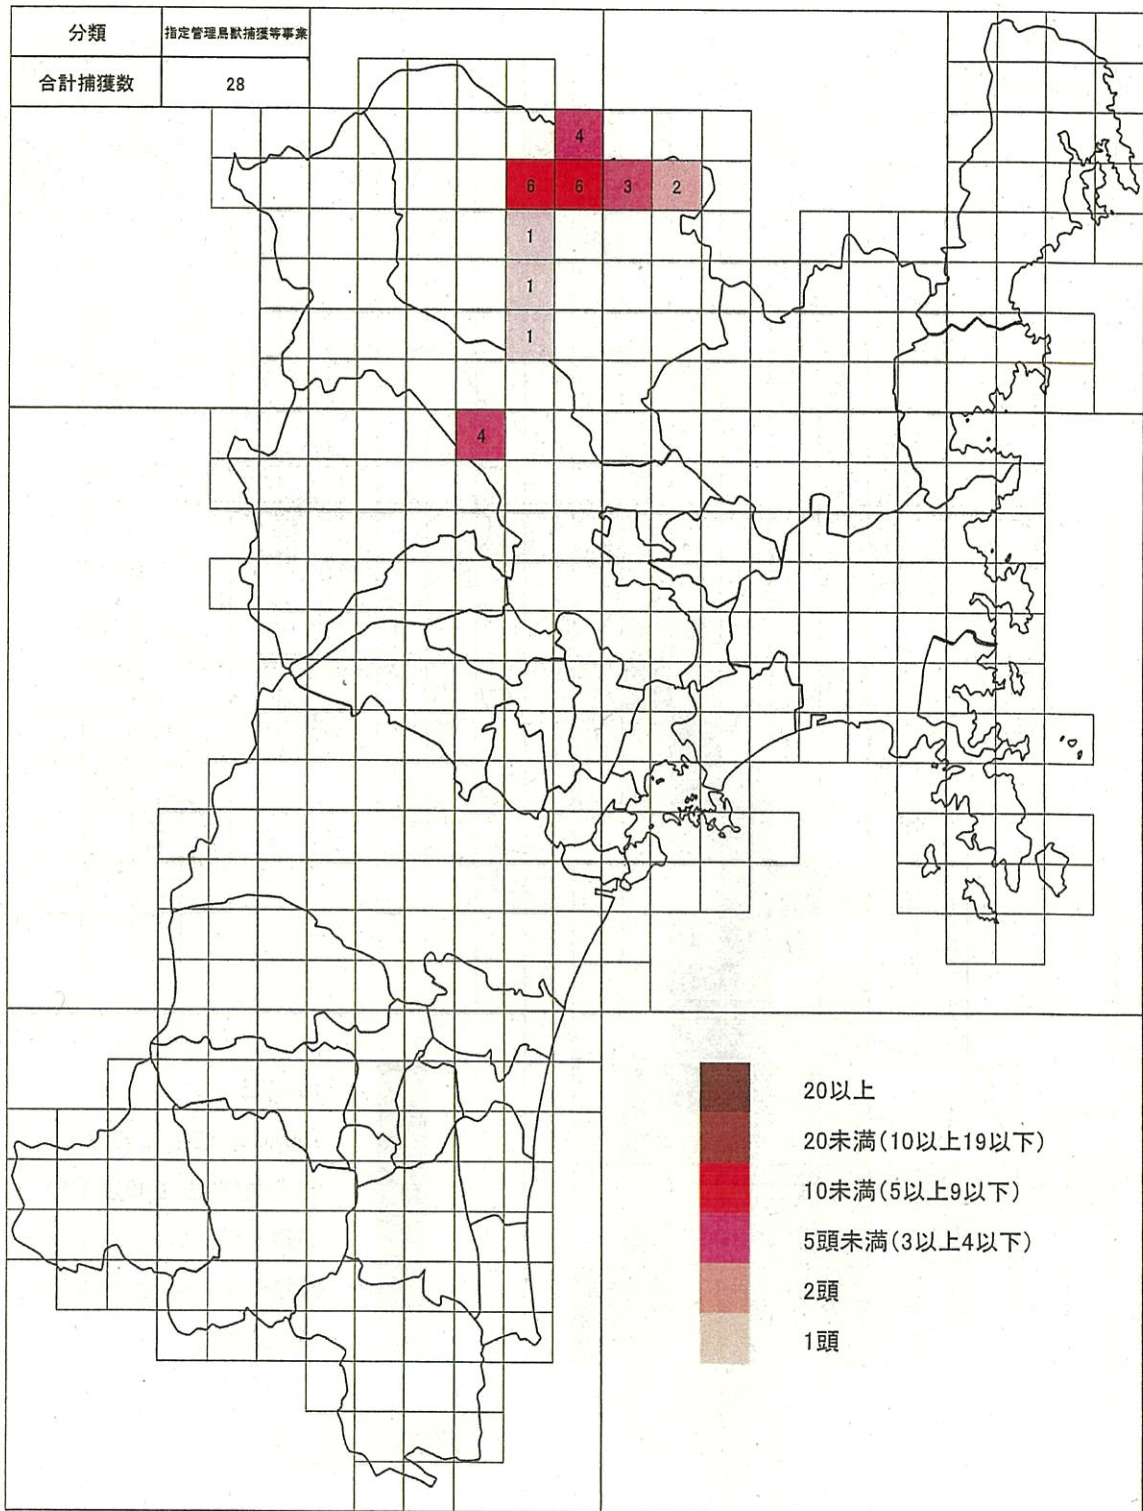 分類 指定管理鳥獣捕獲等事業
合計捕獲数 28
4
6 6 3 2
1
1
1
4
20以上
20未満(10以上19以下)
10未満(5以上9以下)
5頭未満(3以上4以下)
2頭
1頭